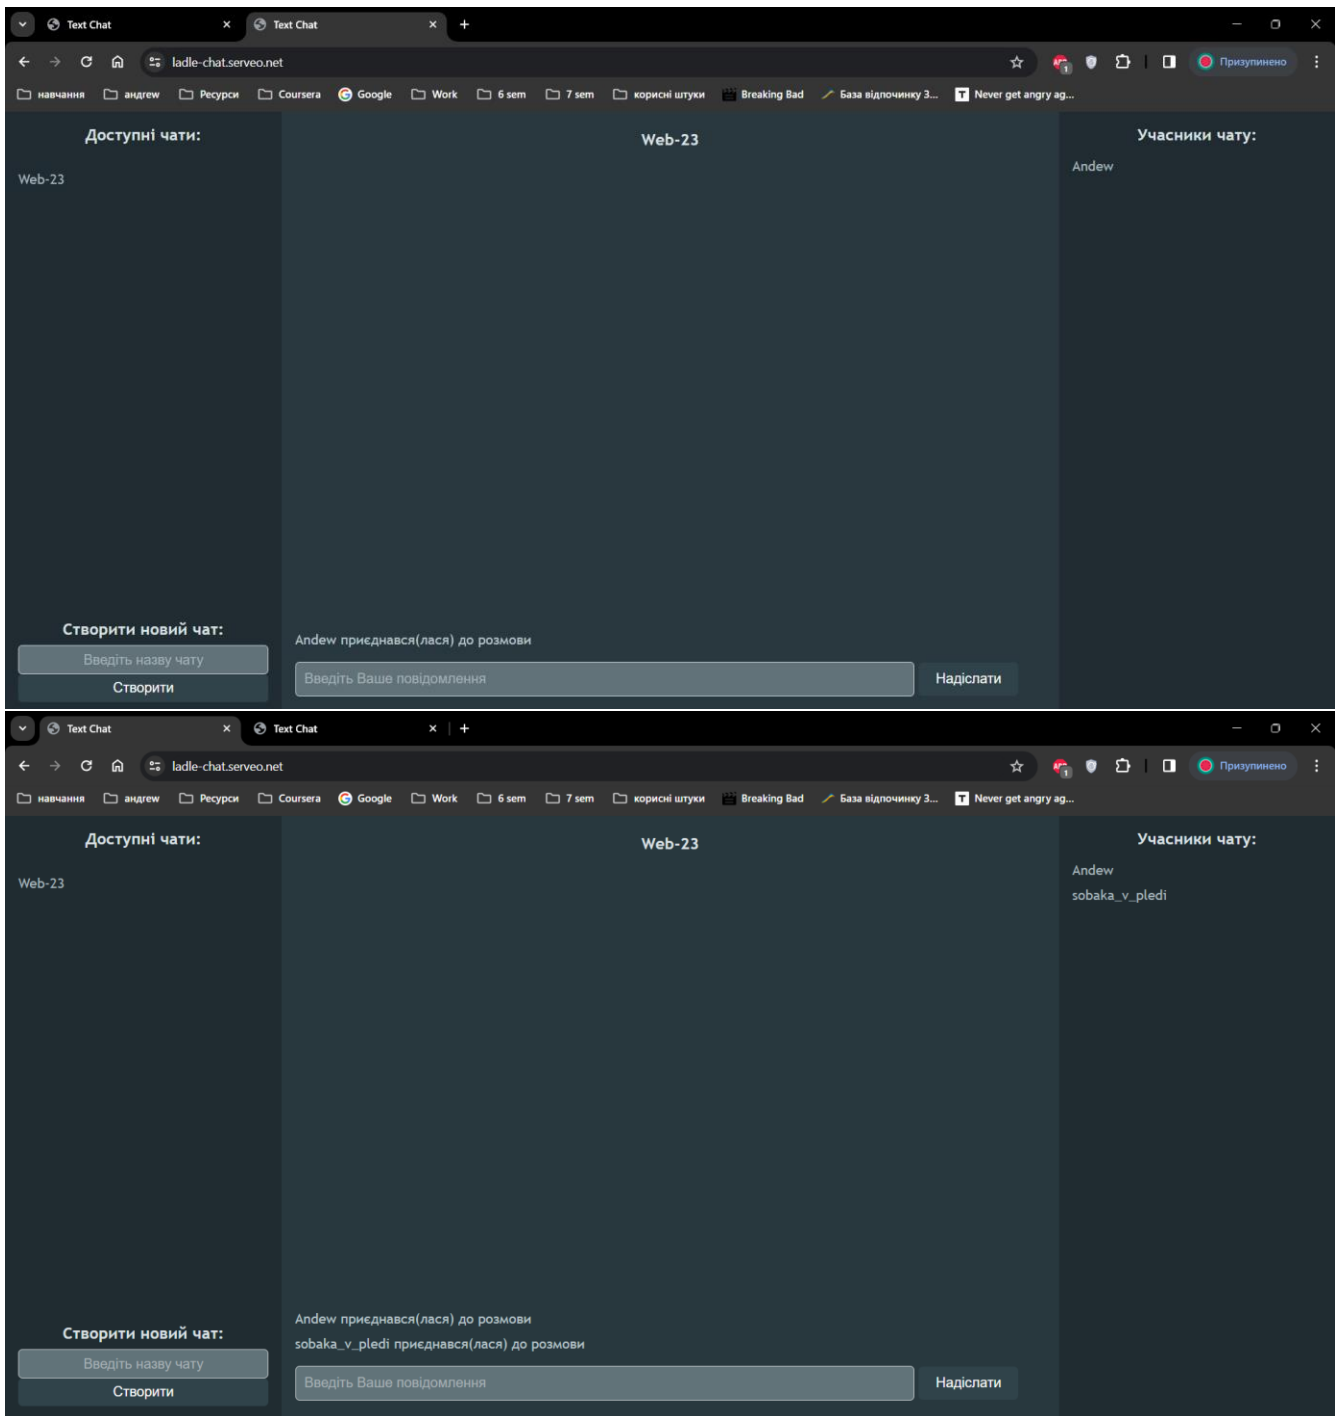 Text Chat
Text Chat
ladle-chat.serveo.net
Призупинено
навчання андрew Ресурси Coursera Google Work 6 sem 7 sem корисні штуки Breaking Bad База відпочинку З... Never get angry ag...
Доступні чати:
Web-23
Web-23
Учасники чату:
Andew
Створити новий чат:
Введіть назву чату
Створити
Andew приєднався(лася) до розмови
Введіть Ваше повідомлення
Надіслати
Text Chat
Text Chat
ladle-chat.serveo.net
Призупинено
навчання андрew Ресурси Coursera Google Work 6 sem 7 sem корисні штуки Breaking Bad База відпочинку З... Never get angry ag...
Доступні чати:
Web-23
Web-23
Учасники чату:
Andew
sobaka_v_pledi
Створити новий чат:
Введіть назву чату
Створити
Andew приєднався(лася) до розмови
sobaka_v_pledi приєднався(лася) до розмови
Введіть Ваше повідомлення
Надіслати